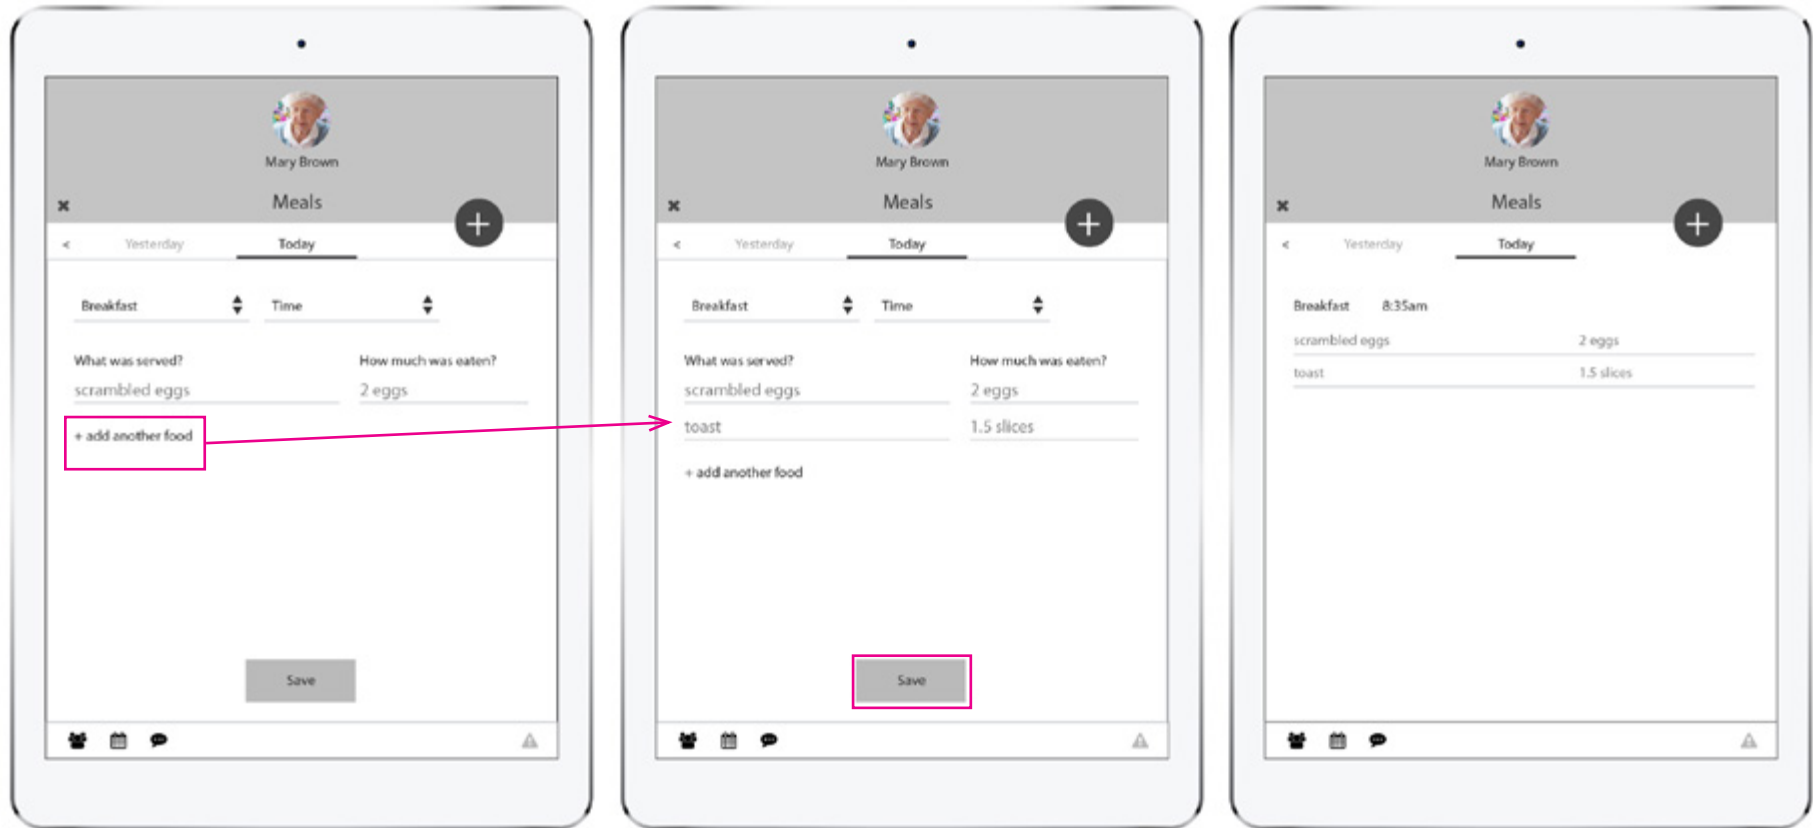 Mary Brown
Meals
< Yesterday Today
Breakfast Time
What was served? How much was eaten?
scrambled eggs 2 eggs
+ add another food
Save
Mary Brown
Meals
< Yesterday Today
Breakfast Time
What was served? How much was eaten?
scrambled eggs 2 eggs
toast 1.5 slices
+ add another food
Save
Mary Brown
Meals
< Yesterday Today
Breakfast 8:35am
scrambled eggs 2 eggs
toast 1.5 slices